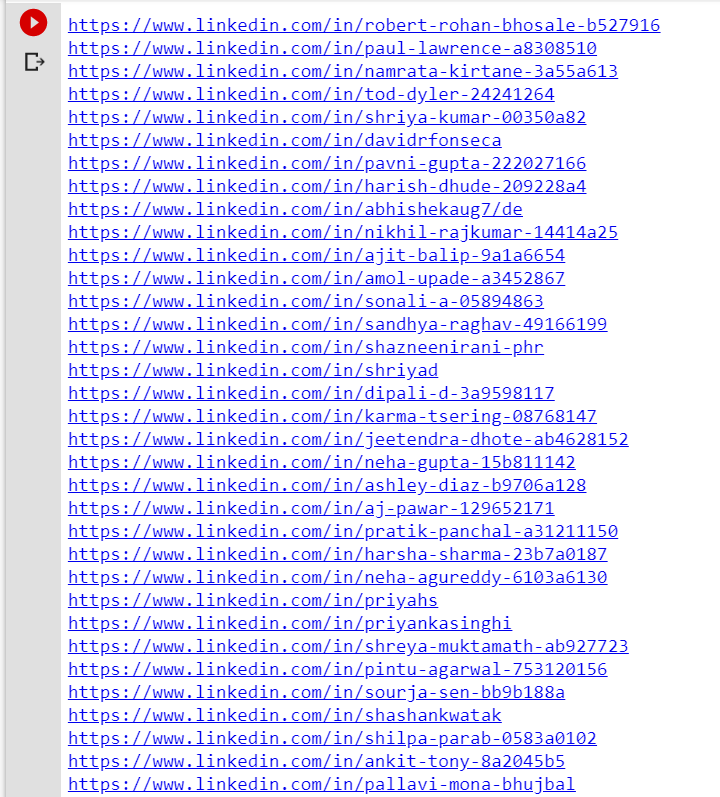 https://www.linkedin.com/in/robert-rohan-bhosale-b527916
https://www.linkedin.com/in/paul-lawrence-a8308510
https://www.linkedin.com/in/namrata-kirtane-3a55a613
https://www.linkedin.com/in/tod-dyler-24241264
https://www.linkedin.com/in/shriya-kumar-00350a82
https://www.linkedin.com/in/davidrfonseca
https://www.linkedin.com/in/pavni-gupta-222027166
https://www.linkedin.com/in/harish-dhude-209228a4
https://www.linkedin.com/in/abhishekaug7/de
https://www.linkedin.com/in/nikhil-rajkumar-14414a25
https://www.linkedin.com/in/ajit-balip-9a1a6654
https://www.linkedin.com/in/amol-upade-a3452867
https://www.linkedin.com/in/sonali-a-05894863
https://www.linkedin.com/in/sandhya-raghav-49166199
https://www.linkedin.com/in/shazneenirani-phr
https://www.linkedin.com/in/shriyad
https://www.linkedin.com/in/dipali-d-3a9598117
https://www.linkedin.com/in/karma-tsering-08768147
https://www.linkedin.com/in/jeetendra-dhote-ab4628152
https://www.linkedin.com/in/neha-gupta-15b811142
https://www.linkedin.com/in/ashley-diaz-b9706a128
https://www.linkedin.com/in/aj-pawar-129652171
https://www.linkedin.com/in/pratik-panchal-a31211150
https://www.linkedin.com/in/harsha-sharma-23b7a0187
https://www.linkedin.com/in/neha-agureddy-6103a6130
https://www.linkedin.com/in/priyahs
https://www.linkedin.com/in/priyankasinghi
https://www.linkedin.com/in/shreya-muktamath-ab927723
https://www.linkedin.com/in/pintu-agarwal-753120156
https://www.linkedin.com/in/sourja-sen-bb9b188a
https://www.linkedin.com/in/shashankwatak
https://www.linkedin.com/in/shilpa-parab-0583a0102
https://www.linkedin.com/in/ankit-tony-8a2045b5
https://www.linkedin.com/in/pallavi-mona-bhujbal